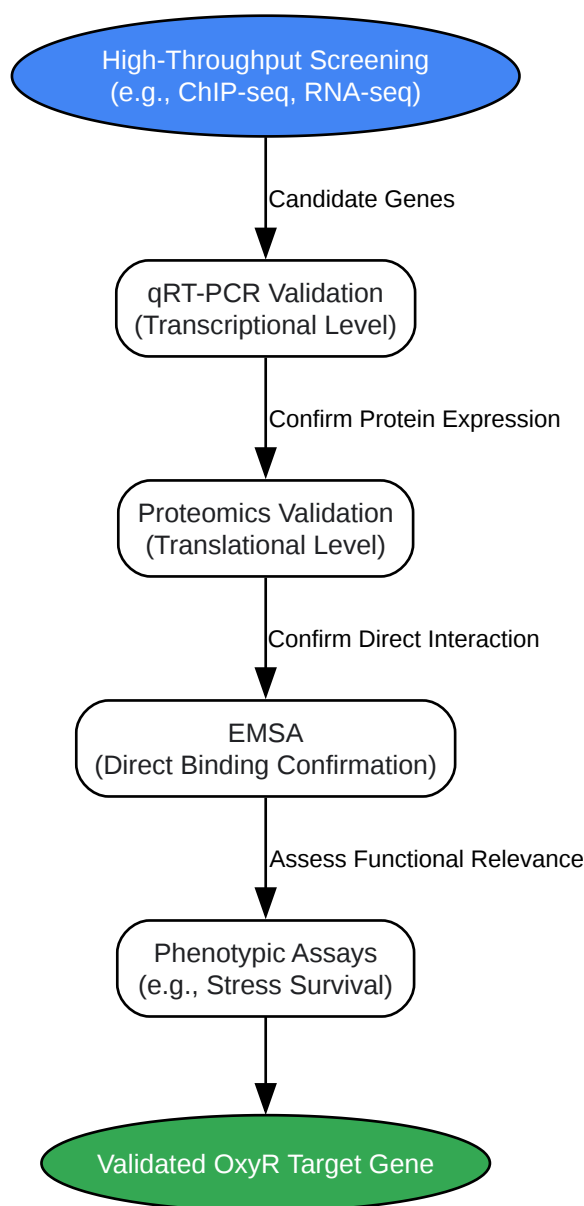 High-Throughput Screening
(e.g., ChIP-seq, RNA-seq)
Candidate Genes
qRT-PCR Validation
(Transcriptional Level)
Confirm Protein Expression
Proteomics Validation
(Translational Level)
Confirm Direct Interaction
EMSA
(Direct Binding Confirmation)
Assess Functional Relevance
Phenotypic Assays
(e.g., Stress Survival)
Validated OxyR Target Gene